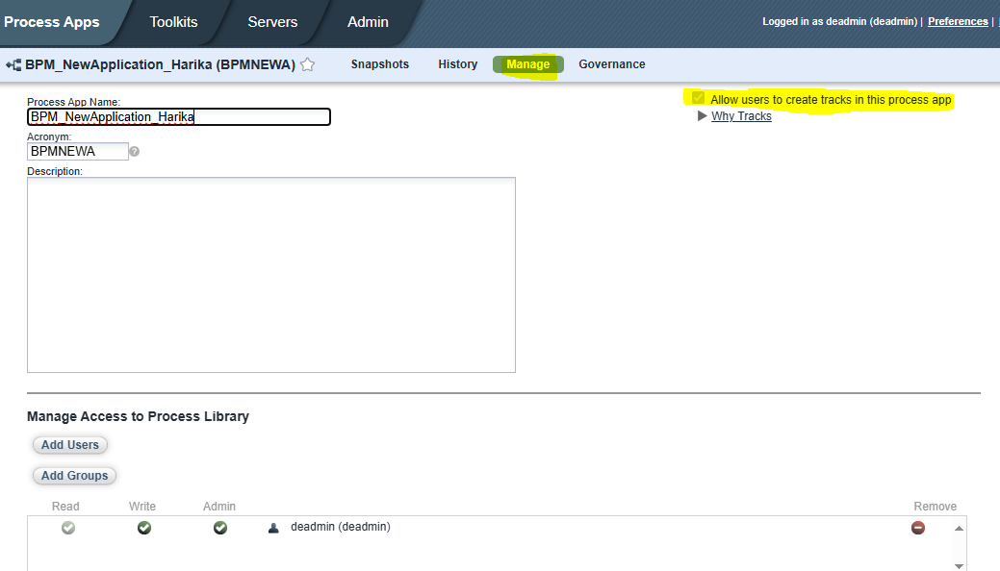 Process Apps Toolkits Servers Admin Logged in as deadmin (deadmin) | Preferences |
BPM_NewApplication_Harika (BPMNEWA) Snapshots History Manage Governance
Process App Name:
Allow users to create tracks in this process app
BPM_NewApplication_Harika
Why Tracks
Acronym:
BPMNEWA ?
Description:
Manage Access to Process Library
Add Users
Add Groups
Read Write Admin Remove
deadmin (deadmin)